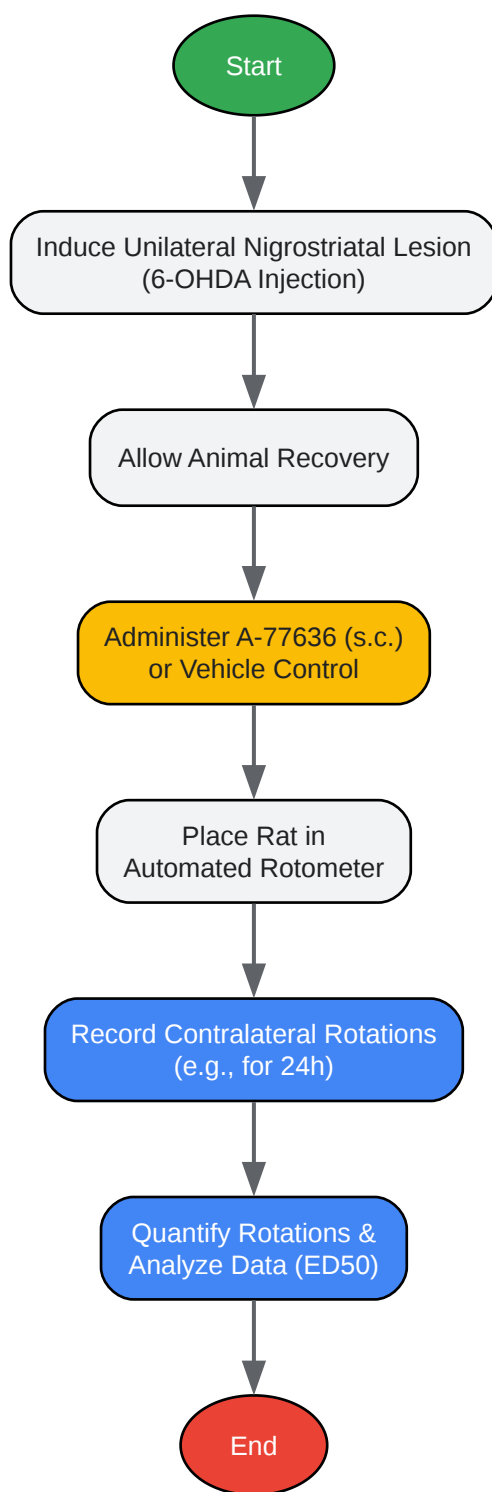 Start
Induce Unilateral Nigrostriatal Lesion
(6-OHDA Injection)
Allow Animal Recovery
Administer A-77636 (s.c.)
or Vehicle Control
Place Rat in
Automated Rotometer
Record Contralateral Rotations
(e.g., for 24h)
Quantify Rotations &
Analyze Data (ED50)
End